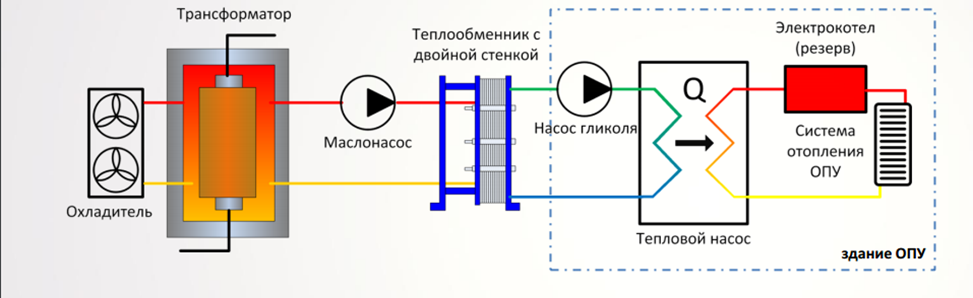 Трансформатор
Теплообменник с
двойной стенкой
Электрокотел
(резерв)
Q
Маслонасос
Насос гликоля
Система
отопления
ОПУ
Охладитель
Тепловой насос
здание ОПУ